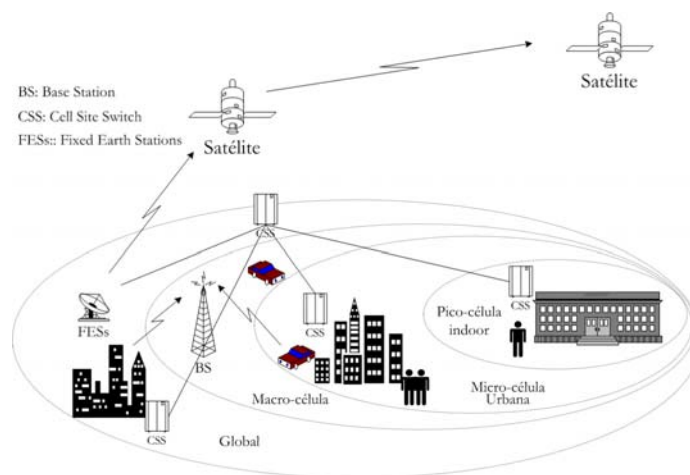 Satélite
BS: Base Station
CSS: Cell Site Switch
FESs:: Fixed Earth Stations
Satélite
CSS
CSS
Pico-célula
indoor
FESs
CSS
BS
Macro-célula
Micro-célula
Urbana
CSS
Global